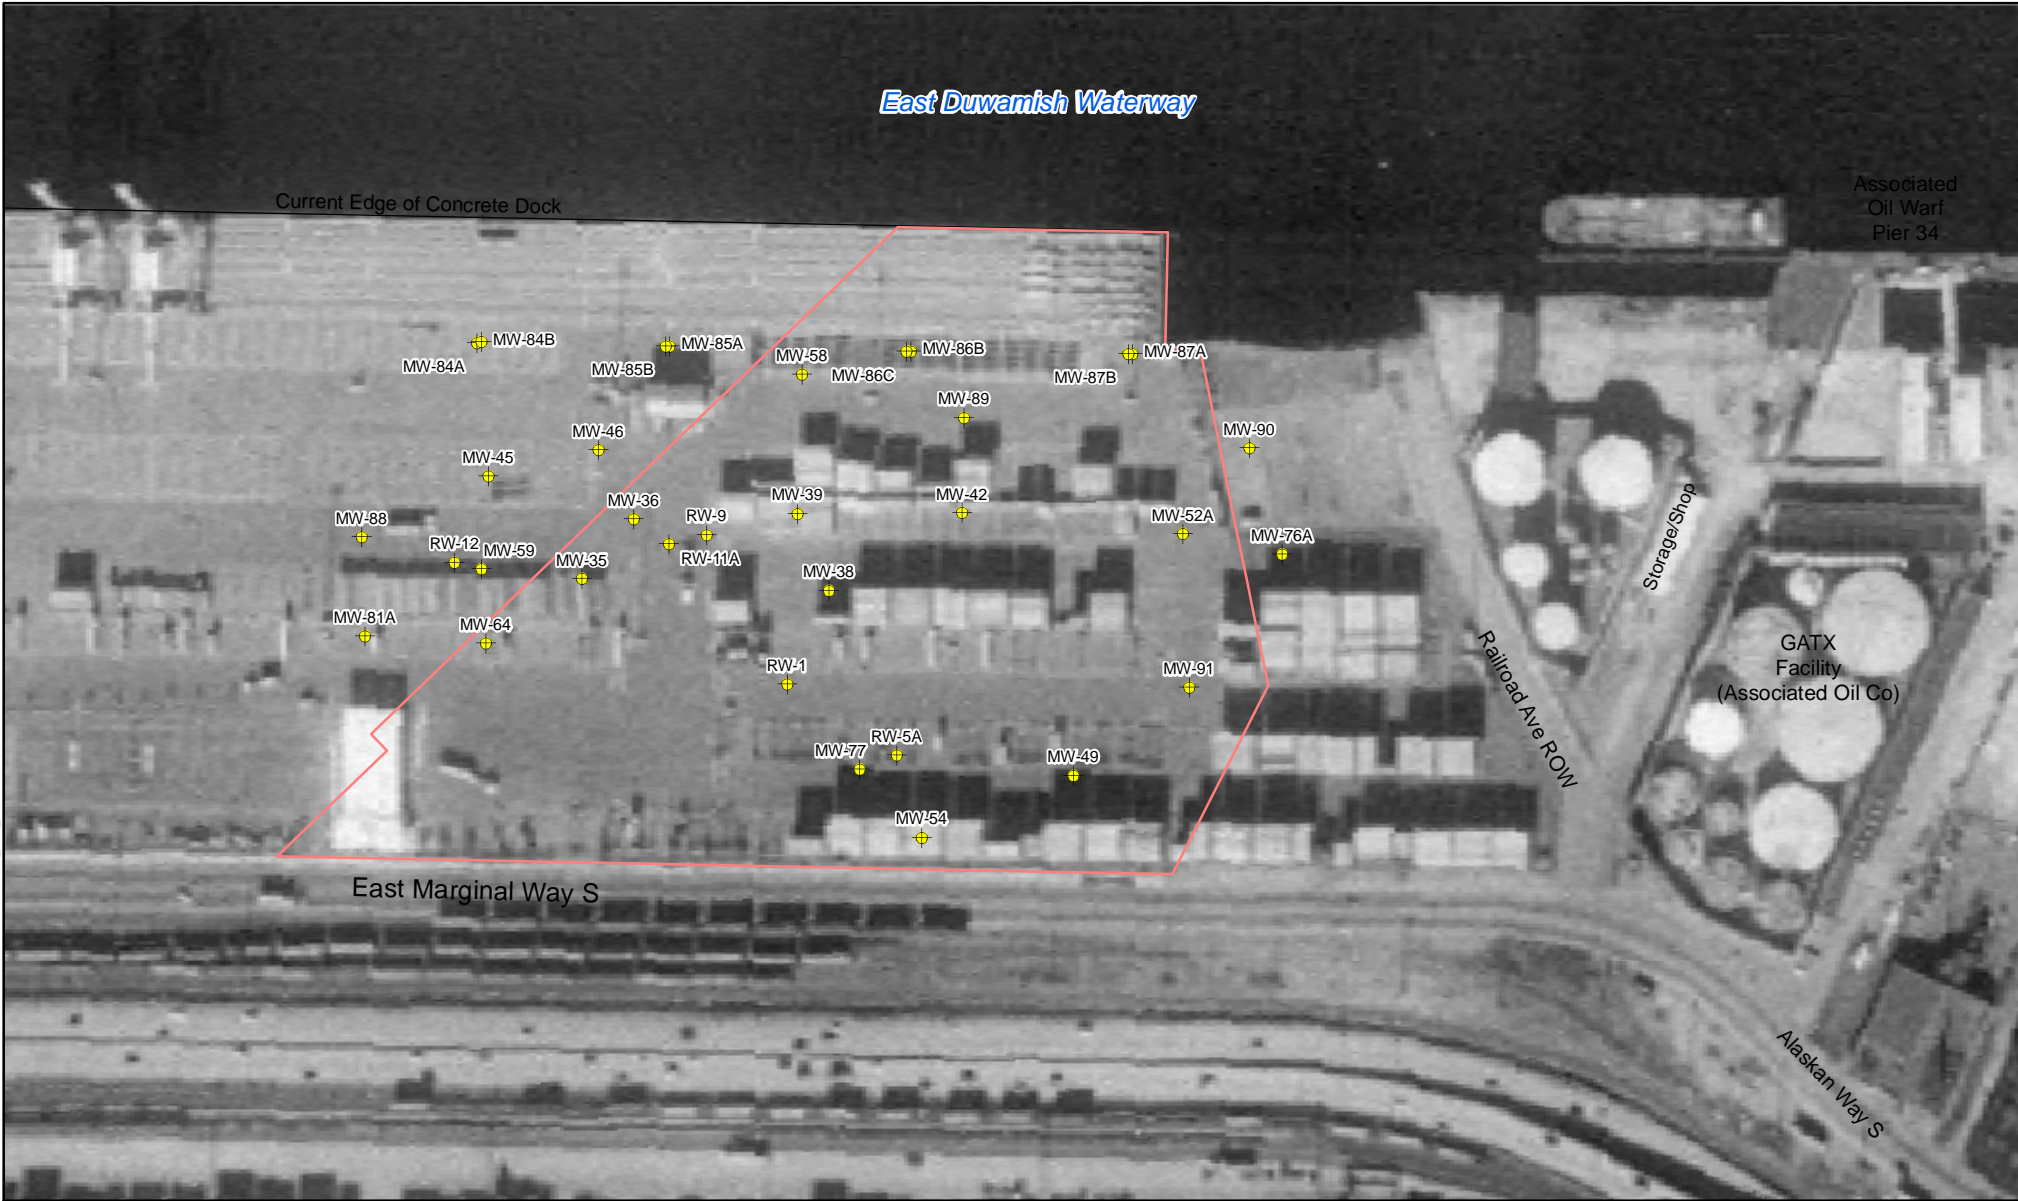 East Duwamish Waterway
Current Edge of Concrete Dock
Associated
Oil Warf
Pier 34
MW-84B
MW-84A
MW-85A
MW-85B
MW-58
MW-86B
MW-86C
MW-87A
MW-87B
MW-89
MW-46
MW-90
MW-45
MW-36
MW-39
MW-42
MW-88
RW-9
MW-52A
RW-12
MW-59
MW-35
RW-11A
MW-76A
MW-38
Storage/Shop
MW-81A
MW-64
RW-1
MW-91
Railroad Ave ROW
GATX
Facility
(Associated Oil Co)
MW-77
RW-5A
MW-49
MW-54
East Marginal Way S
Alaskan Way S